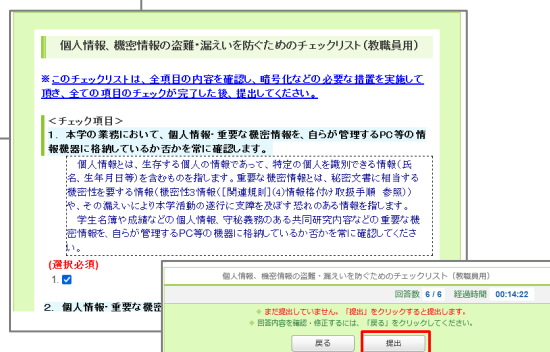 個人情報、機密情報の盗難・漏えいを防ぐためのチェックリスト(教職員用)
※このチェックリストは、全項目の内容を確認し、暗号化などの必要な措置を実施して
頂き、全ての項目のチェックが完了した後、提出してください。
<チェック項目>
1. 本学の業務において、個人情報・重要な機密情報を、自らが管理するPC等の情
報機器に格納しているか否かを常に確認します。
個人情報とは、生存する個人の情報であって、特定の個人を識別できる情報(氏
名、生年月日等)を含むものを指します。重要な機密情報とは、秘密文書に相当する
機密性を要する情報(機密性3情報([関連規則](4)情報格付け取扱手順 参照))
や、その漏えいにより本学活動の遂行に支障を及ぼす恐れのある情報を指します。
学生名簿や成績などの個人情報、守秘義務のある共同研究内容などの重要な機
密情報を、自らが管理するPC等の機器に格納しているか否かを常に確認してくださ
い。
(選択必須)
1.
2. 個人情報・重要な機密
個人情報、機密情報の盗難・漏えいを防ぐためのチェックリスト(教職員用)
回答数 6 / 6 経過時間 00:14:22
まだ提出していません。「提出」をクリックすると提出します。
回答内容を確認・修正するには、「戻る」をクリックしてください。
戻る 提出